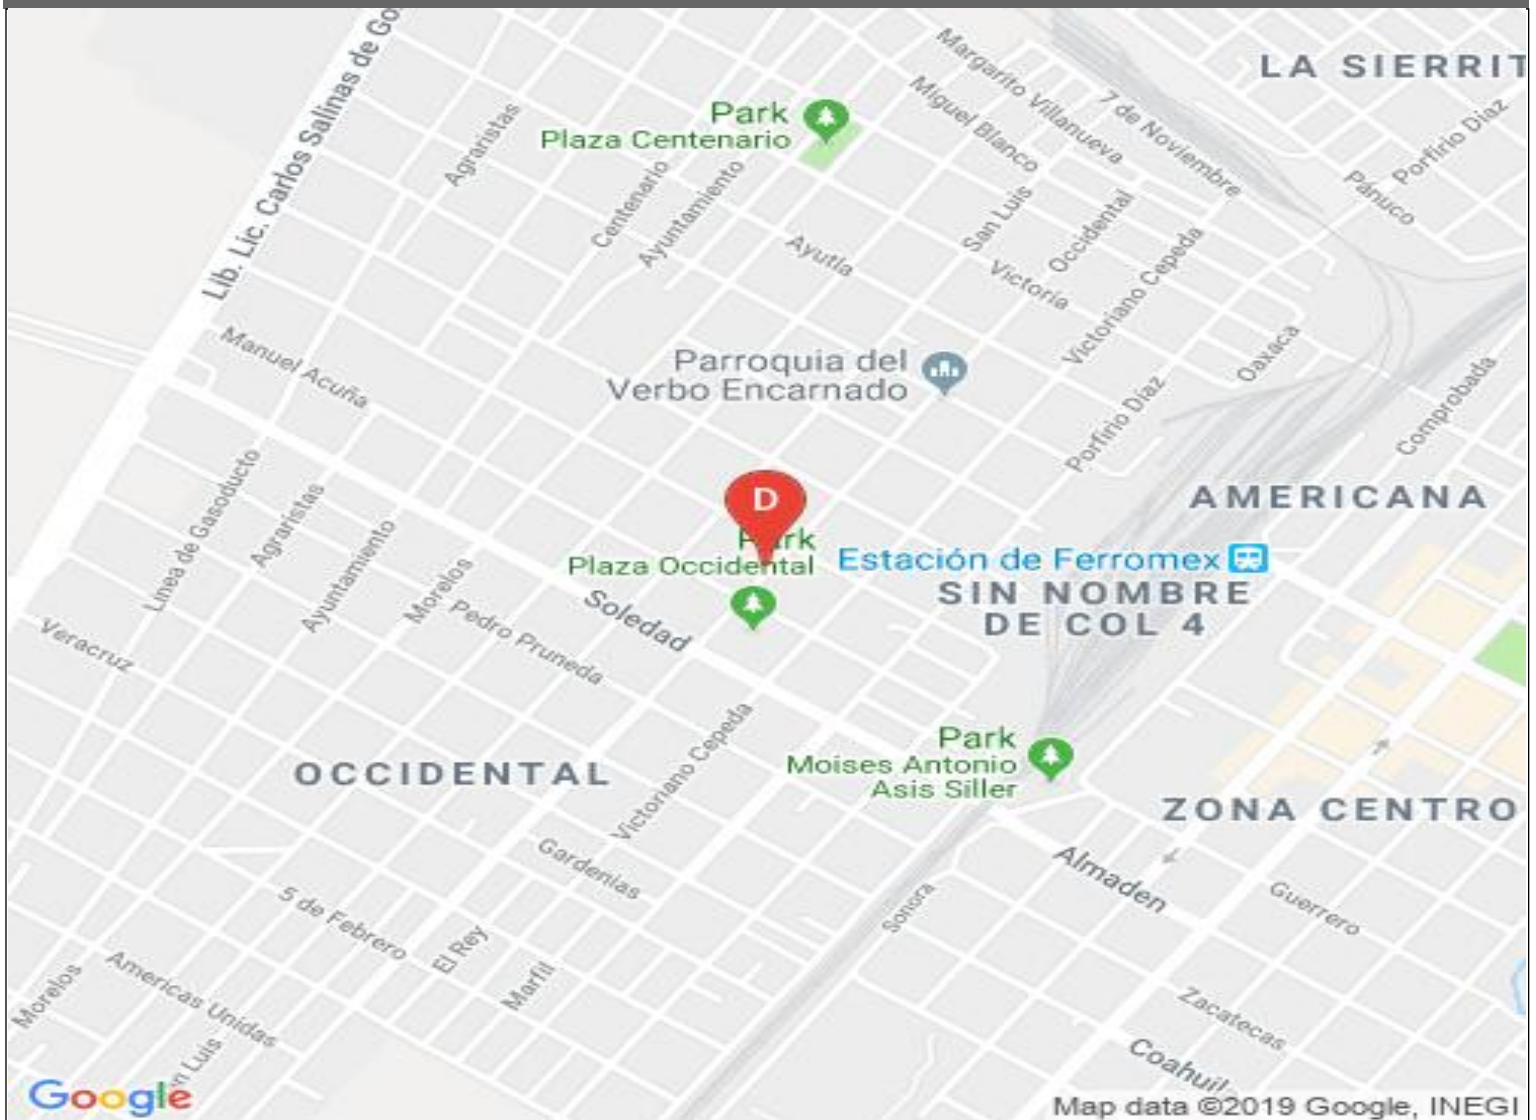 Lib. Lic. Carlos Salinas de Go
Margarito Villanueva
LA SIERRIT
Miguel Blanco
7 de Noviembre
Porfirio Díaz
Park
Plaza Centenario
Agraristas
Centenario
Ayuntamiento
Pánuco
San Luis
Occidental
Ayutla
Victoria
Victoriano Cepeda
Manuel Acuña
Parroquia del
Verbo Encarnado
Oaxaca
Porfirio Díaz
Comprobada
Linea de Gasoducto
Agraristas
Ayuntamiento
D
AMERICANA
Park
Plaza Occidental
Estación de Ferromex
SIN NOMBRE
DE COL 4
Morelos
Soledad
Pedro Pruneda
Veracruz
Victoriano Cepeda
Park
Moises Antonio
Asis Siller
OCCIDENTAL
ZONA CENTRO
Gardenias
Almaden
Guerrero
Sonora
5 de Febrero
El Rey
Marfil
Americas Unidas
Morelos
n Luis
Zacatecas
Coahuil
Google
Map data ©2019 Google, INEGI